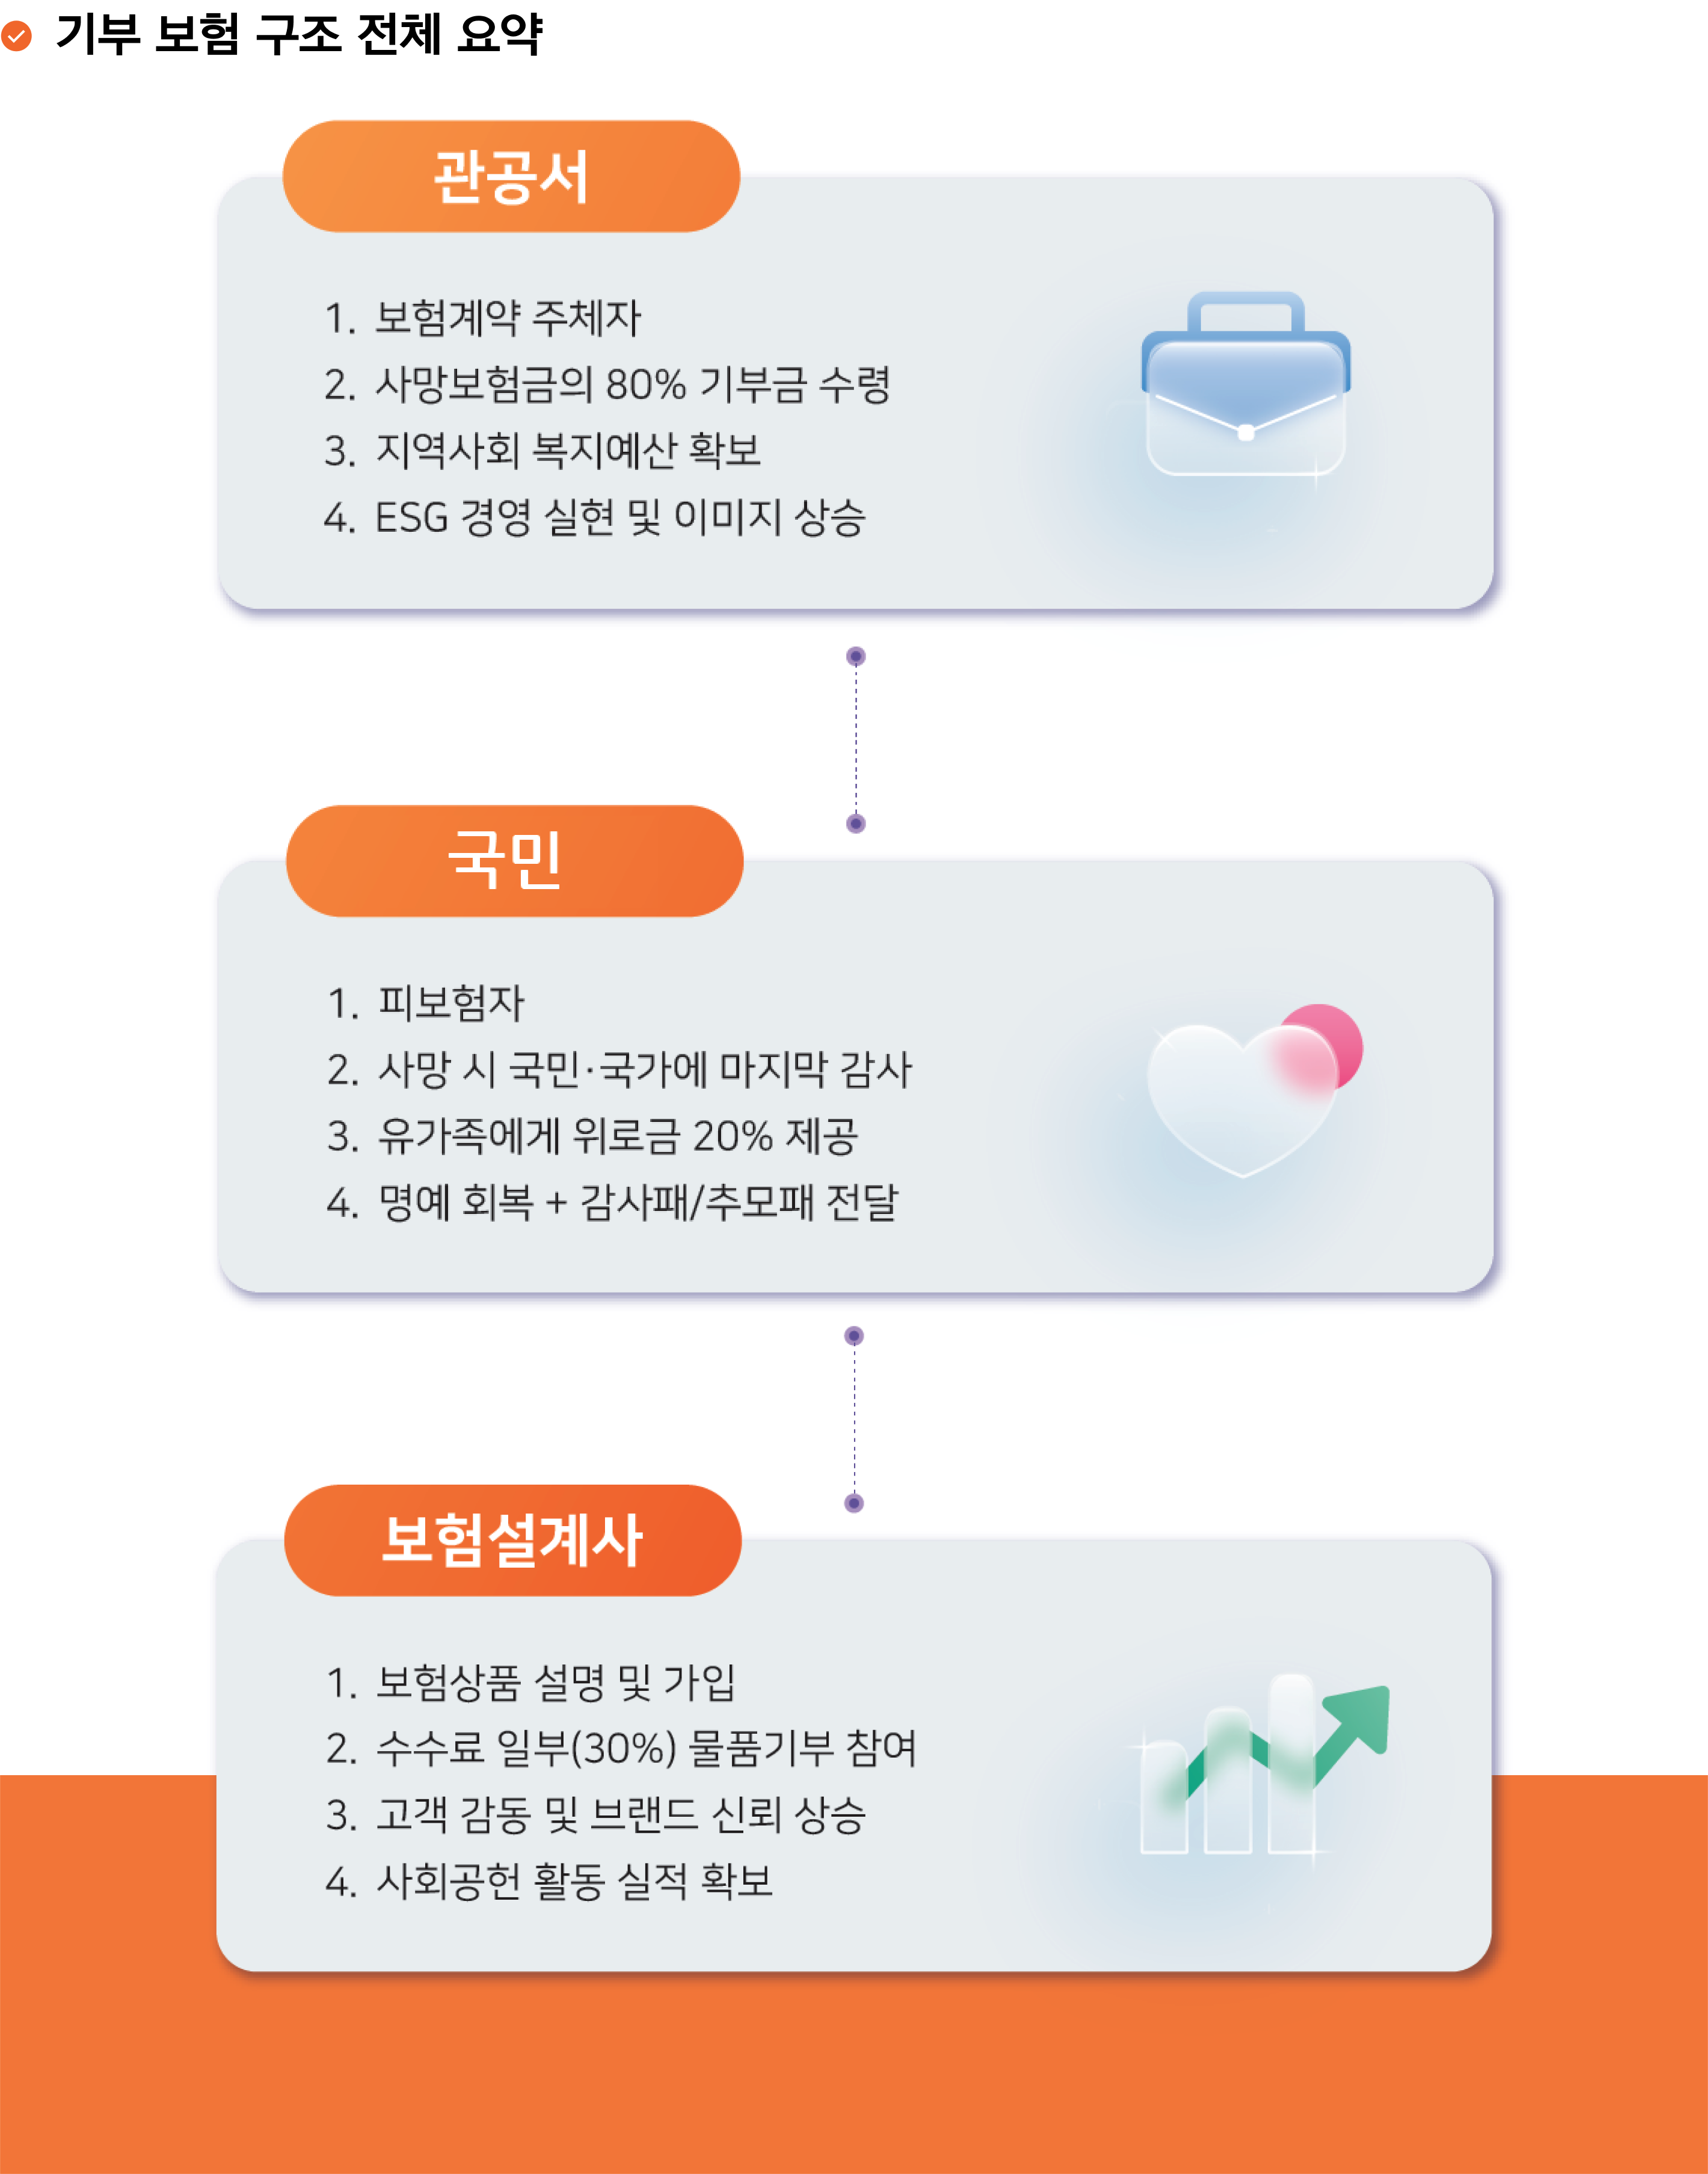 기부 보험 구조 전체 요약
관공서
1. 보험계약 주체자
2. 사망보험금의 80% 기부금 수령
3. 지역사회 복지예산 확보
4. ESG 경영 실현 및 이미지 상승
국민
1. 피보험자
2. 사망 시 국민·국가에 마지막 감사
3. 유가족에게 위로금 20% 제공
4. 명예 회복 + 감사패/추모패 전달
보험설계사
1. 보험상품 설명 및 가입
2. 수수료 일부(30%) 물품기부 참여
3. 고객 감동 및 브랜드 신뢰 상승
4. 사회공헌 활동 실적 확보